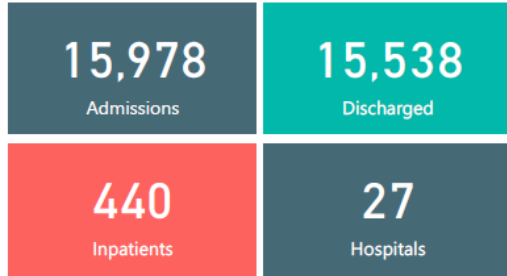 15,978
Admissions
15,538
Discharged
440
Inpatients
27
Hospitals